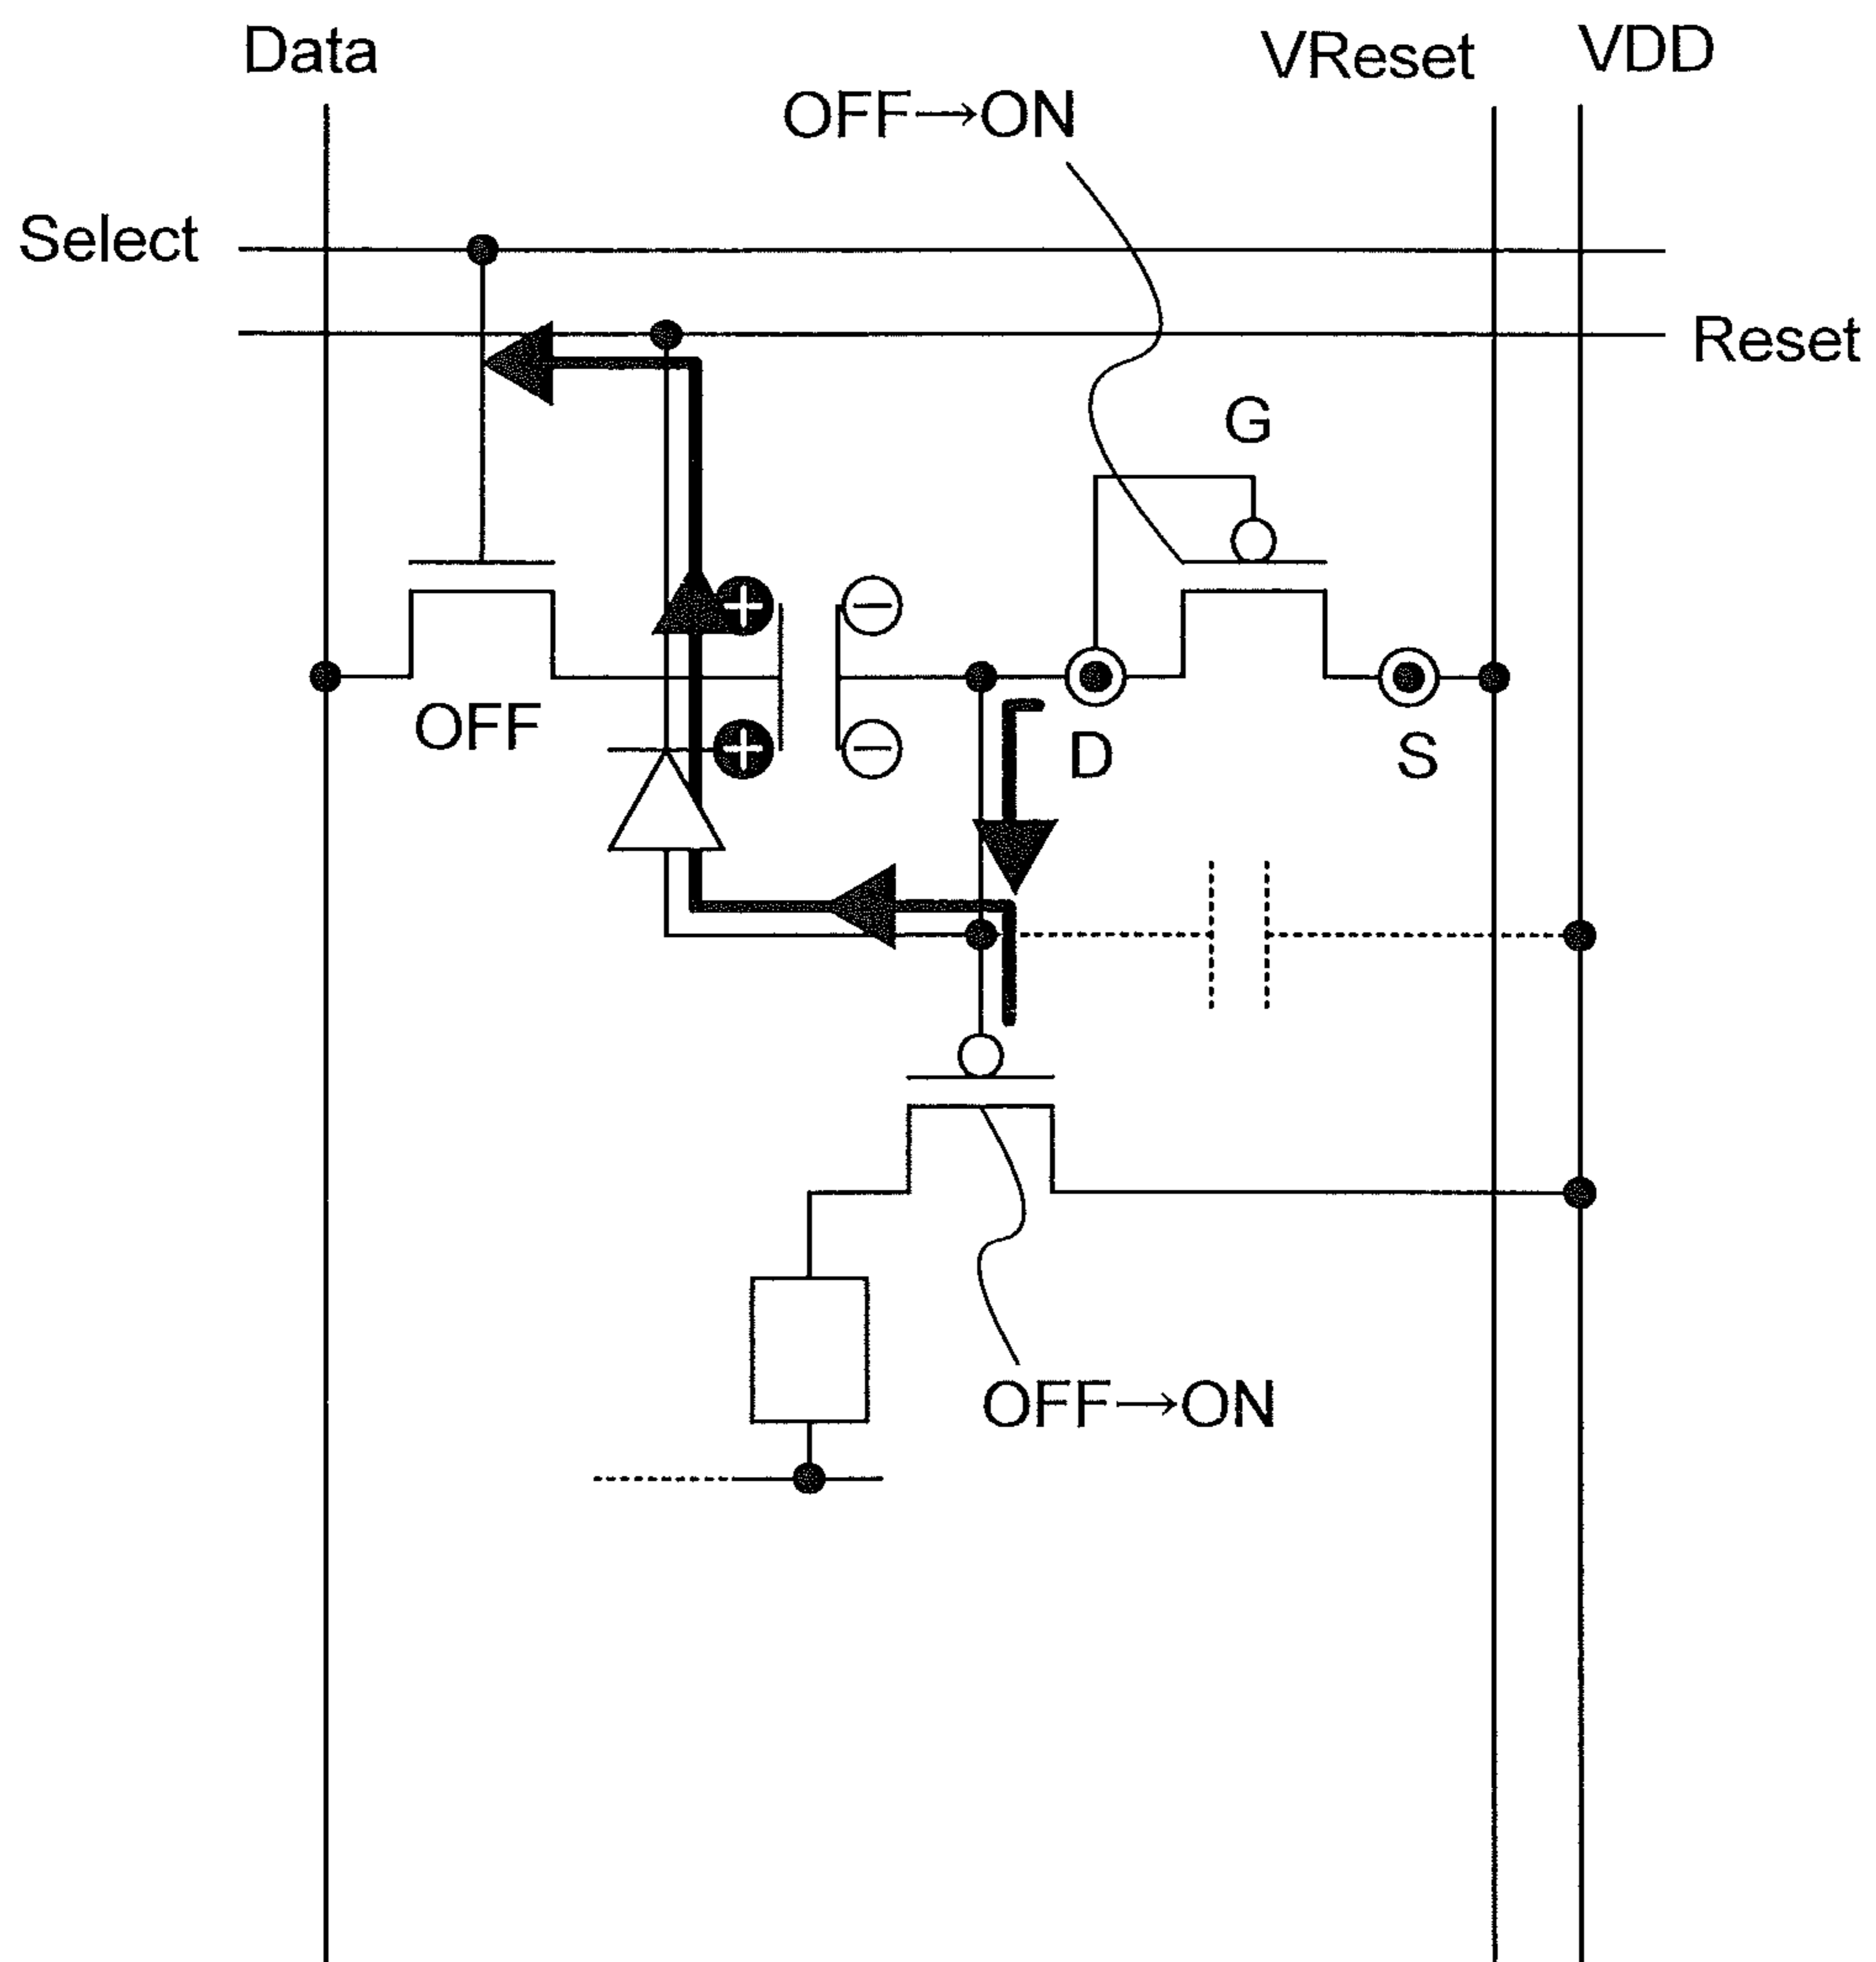 Data
VReset
VDD
OFF→ON
Select
Reset
G
OFF
D
S
OFF→ON